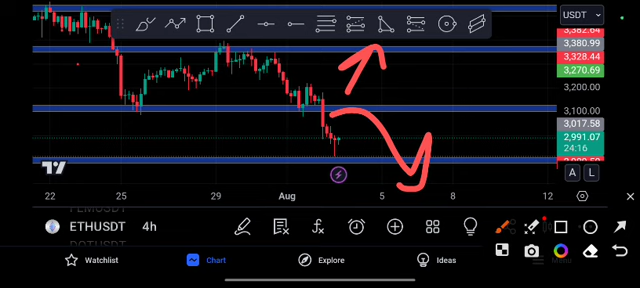 USDT
3,382.64
3,380.99
3,328.44
3,270.69
3,200.00
3,100.00
3,017.58
2,991.07
24:16
22
25
29
Aug
5
8
12
A
L
ETHUSDT
4h
Watchlist
Chart
Explore
Ideas